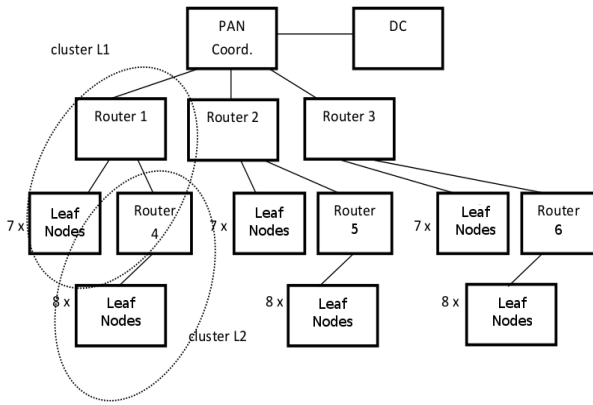 PAN
Coord.
DC
cluster L1
Router 1
Router 2
Router 3
7 x
Leaf
Nodes
Router
4
7 x
Leaf
Nodes
Router
5
7 x
Leaf
Nodes
Router
6
8 x
Leaf
Nodes
cluster L2
8 x
Leaf
Nodes
8 x
Leaf
Nodes